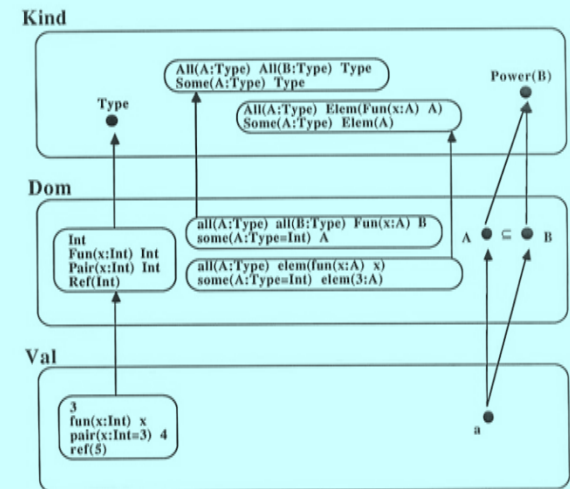 Kind
All(A:Type) All(B:Type) Type
Some(A:Type) Type
Power(B)
Type
All(A:Type) Elem(Fun(x:A) A)
Some(A:Type) Elem(A)
Dom
Int
Fun(x:Int) Int
Pair(x:Int) Int
Ref(Int)
all(A:Type) all(B:Type) Fun(x:A) B
some(A:Type=Int) A
A ⊆ B
all(A:Type) elem(fun(x:A) x)
some(A:Type=Int) elem(3:A)
Val
3
fun(x:Int) x
pair(x:Int=3) 4
ref(5)
a